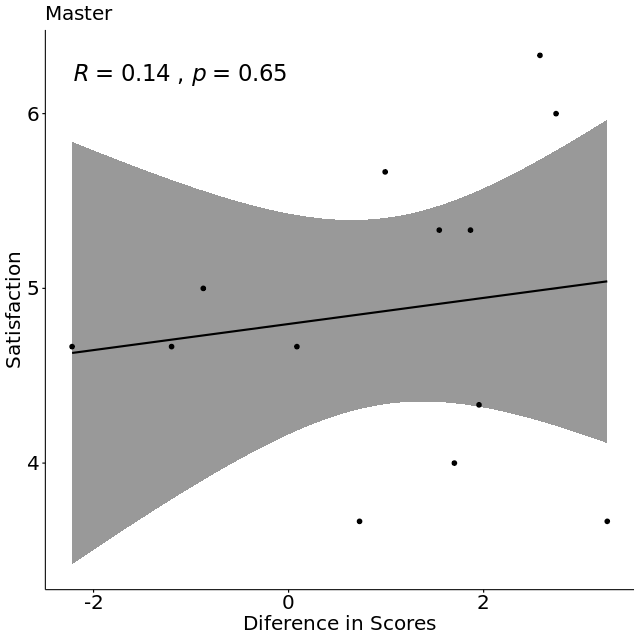 Master
R = 0.14 , p = 0.65
6
5
4
Satisfaction
-2 0 2
Diference in Scores